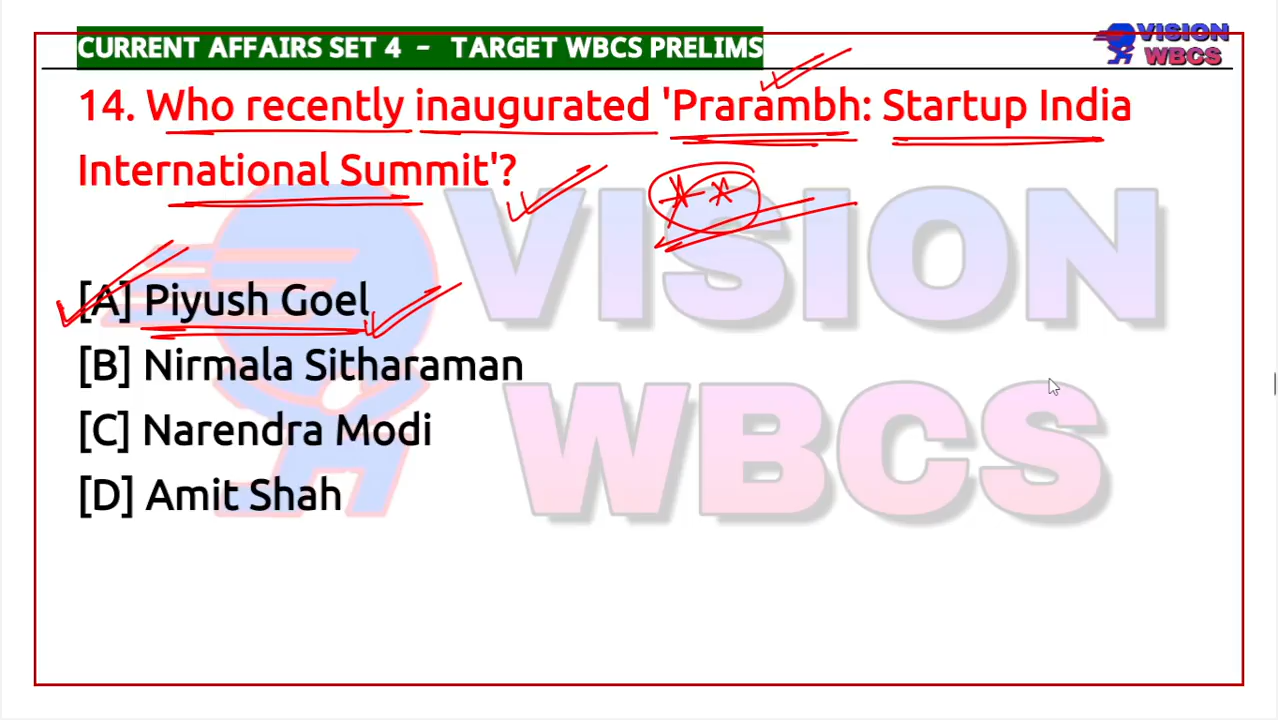 CURRENT AFFAIRS SET 4 - TARGET WBCS PRELIMS
VISION
WBCS
14. Who recently inaugurated 'Prarambh: Startup India
International Summit'?
[A] Piyush Goel
[B] Nirmala Sitharaman
[C] Narendra Modi
[D] Amit Shah
VISION
WBCS